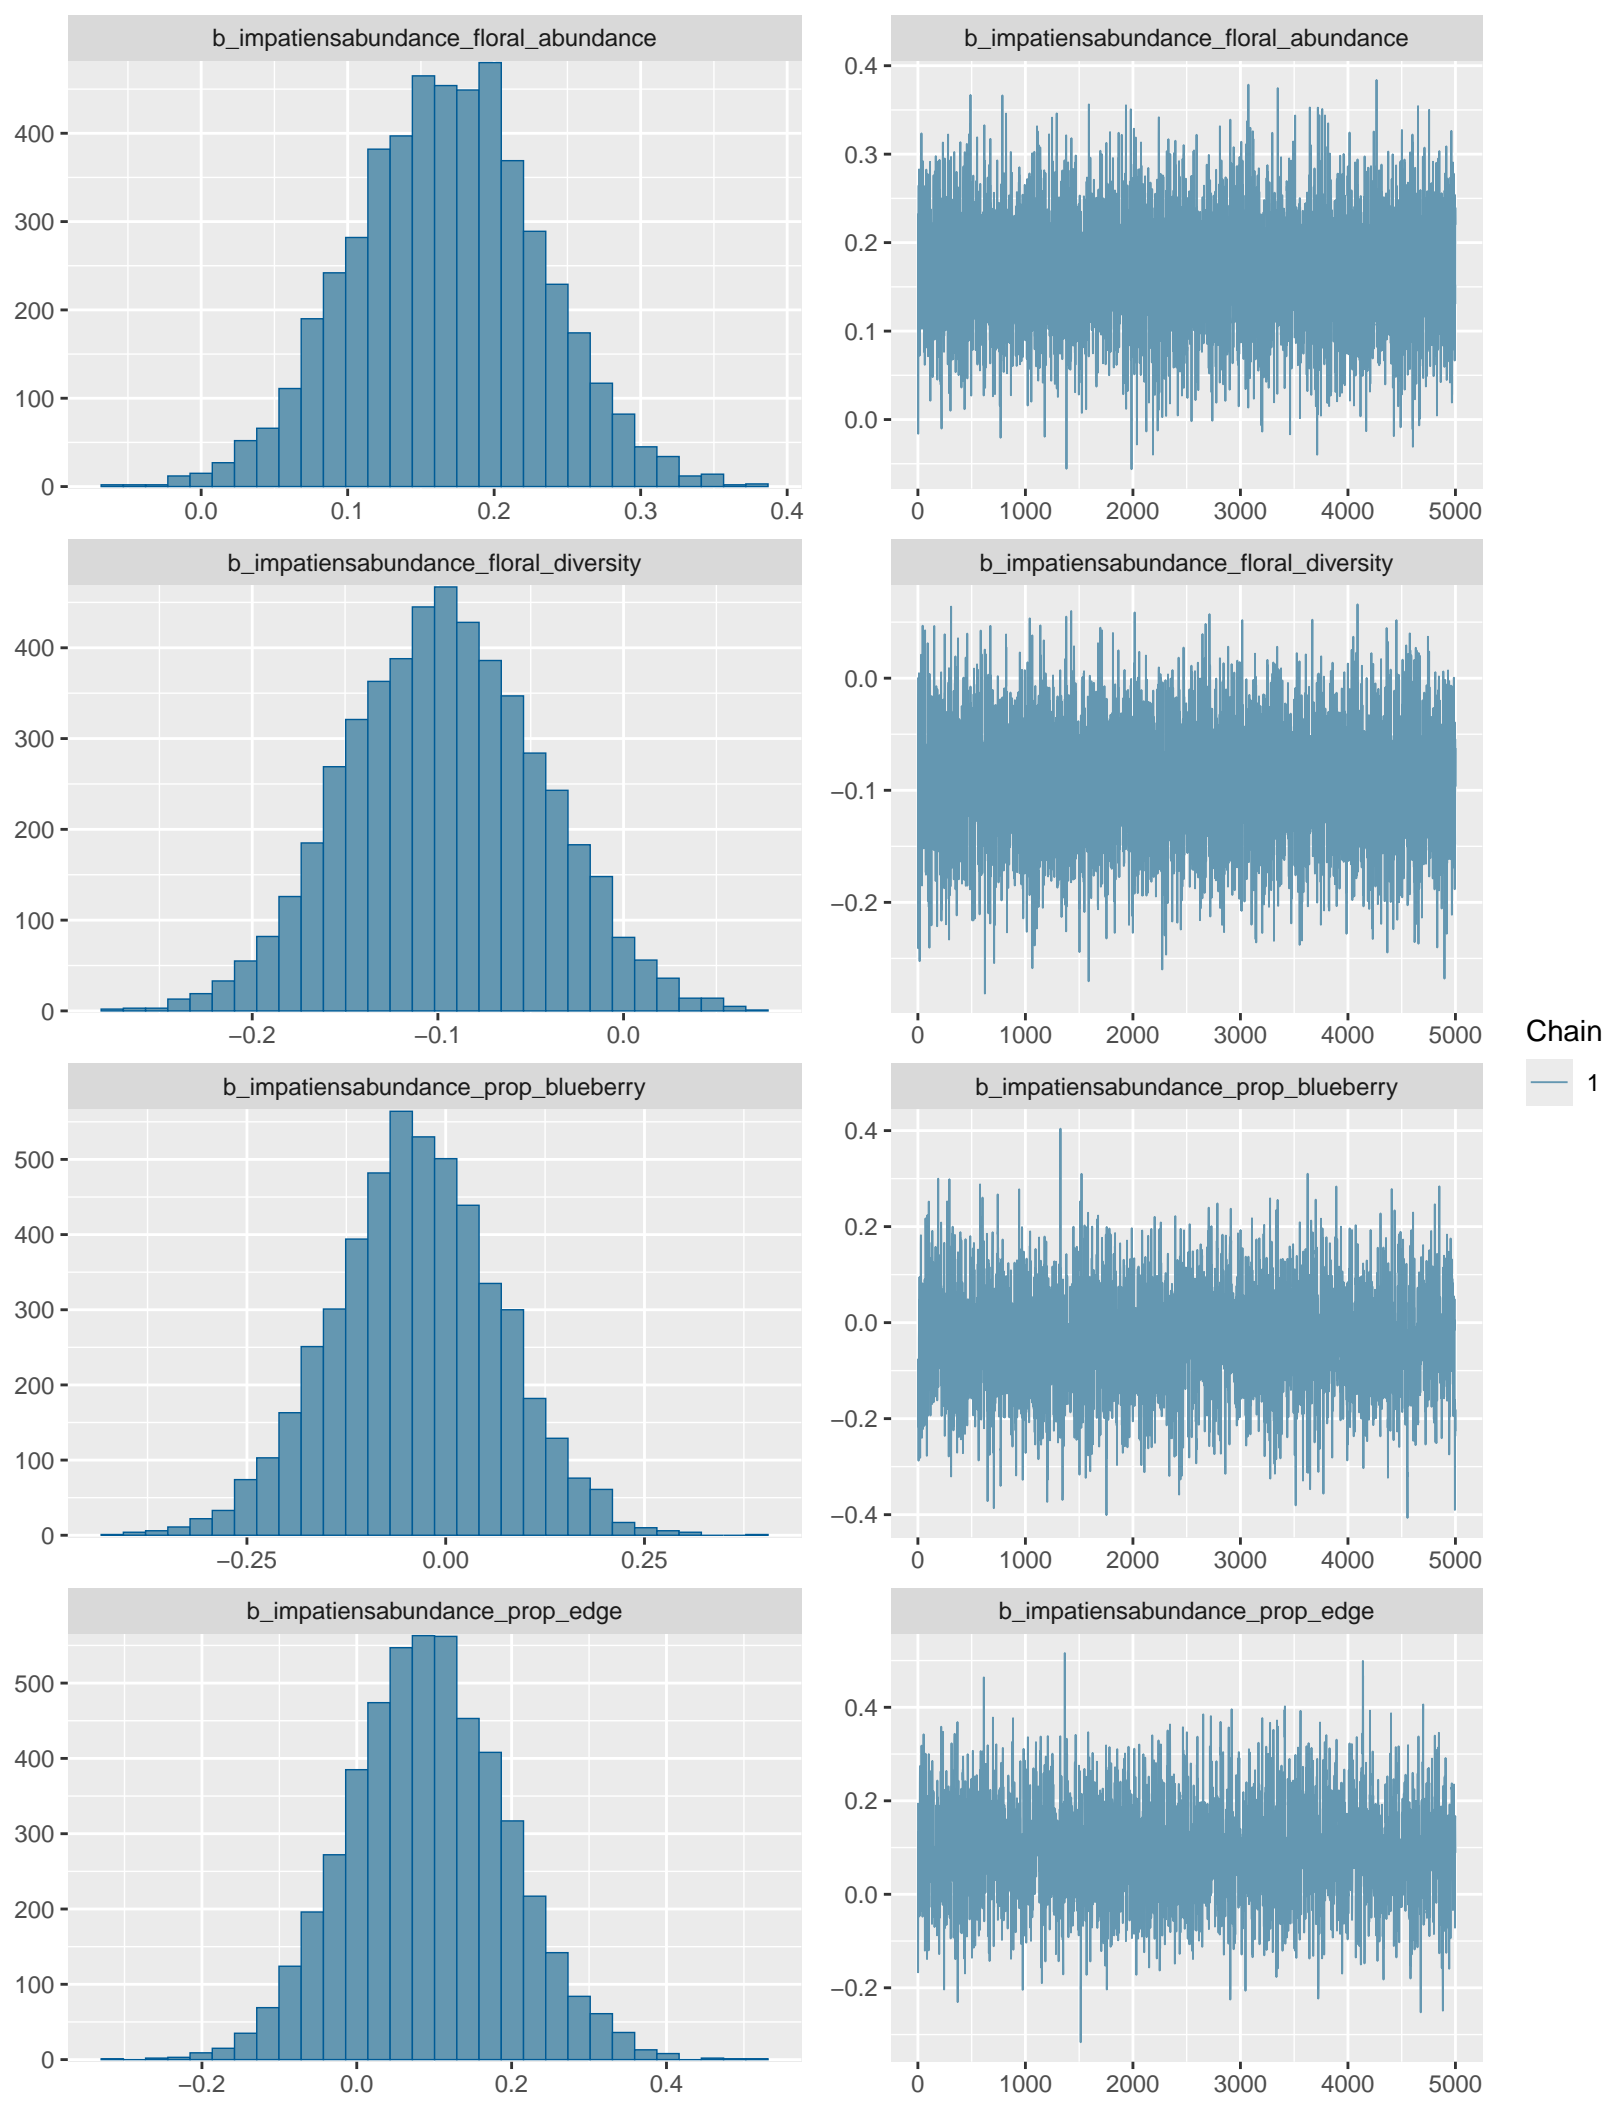 b_impatiensabundance_floral_abundance
400
300
200
100
0
0.0 0.1 0.2 0.3 0.4
b_impatiensabundance_floral_abundance
0.4
0.3
0.2
0.1
0.0
0 1000 2000 3000 4000 5000
b_impatiensabundance_floral_diversity
400
300
200
100
0
−0.2 −0.1 0.0
b_impatiensabundance_floral_diversity
0.0
−0.1
−0.2
0 1000 2000 3000 4000 5000
b_impatiensabundance_prop_blueberry
500
400
300
200
100
0
−0.25 0.00 0.25
b_impatiensabundance_prop_blueberry
0.4
0.2
0.0
−0.2
−0.4
0 1000 2000 3000 4000 5000
b_impatiensabundance_prop_edge
500
400
300
200
100
0
−0.2 0.0 0.2 0.4
b_impatiensabundance_prop_edge
0.4
0.2
0.0
−0.2
0 1000 2000 3000 4000 5000
Chain
1